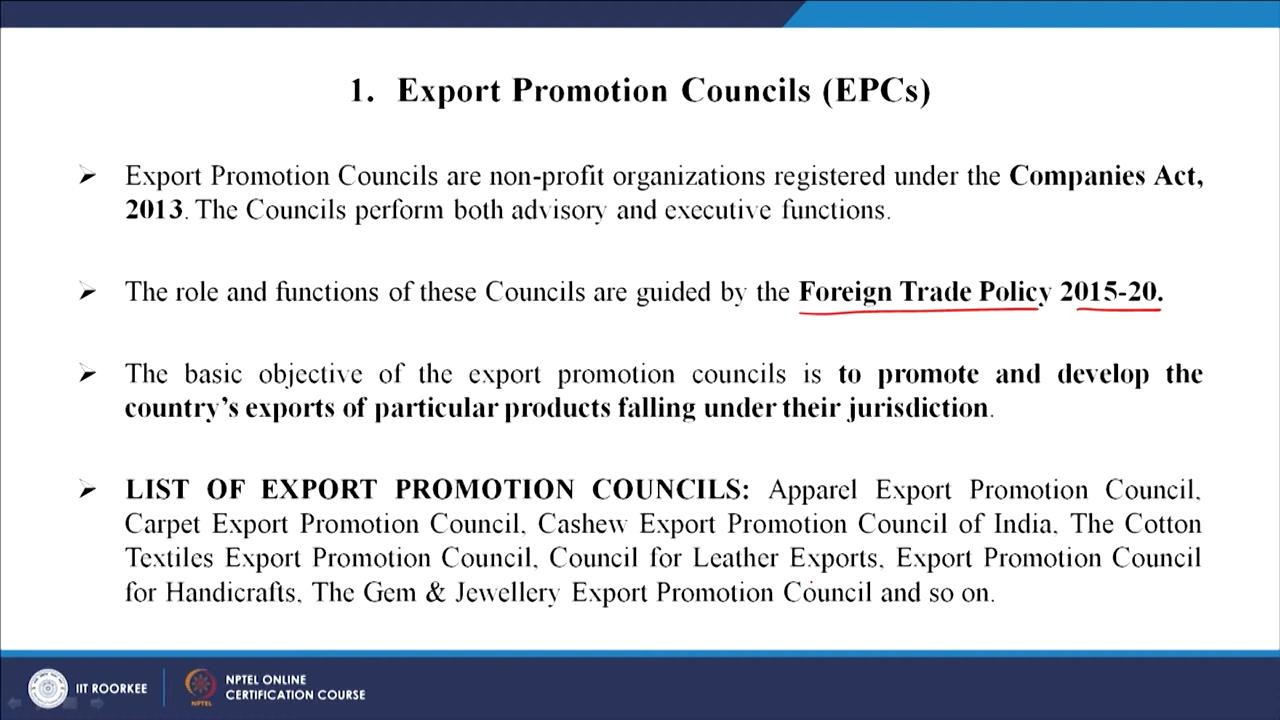 1. Export Promotion Councils (EPCs)
➢ Export Promotion Councils are non-profit organizations registered under the Companies Act,
2013. The Councils perform both advisory and executive functions.
➢ The role and functions of these Councils are guided by the Foreign Trade Policy 2015-20.
➢ The basic objective of the export promotion councils is to promote and develop the
country’s exports of particular products falling under their jurisdiction.
➢ LIST OF EXPORT PROMOTION COUNCILS: Apparel Export Promotion Council,
Carpet Export Promotion Council, Cashew Export Promotion Council of India, The Cotton
Textiles Export Promotion Council, Council for Leather Exports, Export Promotion Council
for Handicrafts, The Gem & Jewellery Export Promotion Council and so on.
IIT ROORKEE
NPTEL
NPTEL ONLINE
CERTIFICATION COURSE